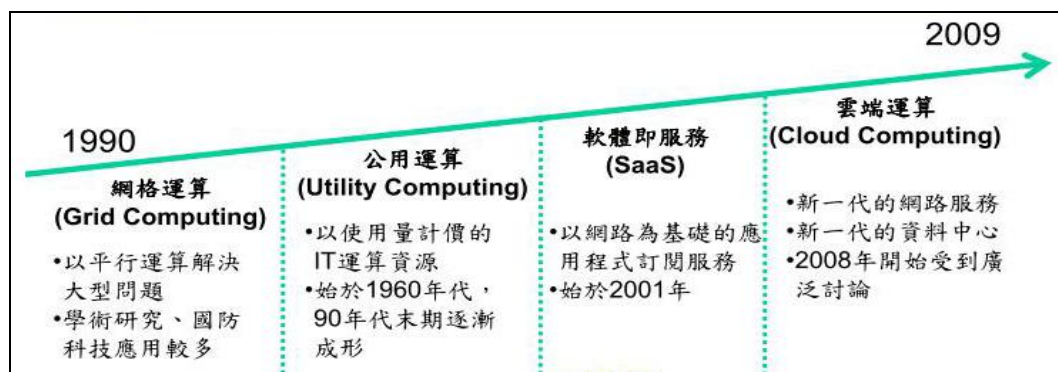 1990
2009
網格運算
(Grid Computing)
•以平行運算解決
大型問題
•學術研究、國防
科技應用較多
公用運算
(Utility Computing)
•以使用量計價的
IT運算資源
•始於1960年代，
90年代末期逐漸
成形
軟體即服務
(SaaS)
•以網路為基礎的應
用程式訂閱服務
•始於2001年
雲端運算
(Cloud Computing)
•新一代的網路服務
•新一代的資料中心
•2008年開始受到廣
泛討論